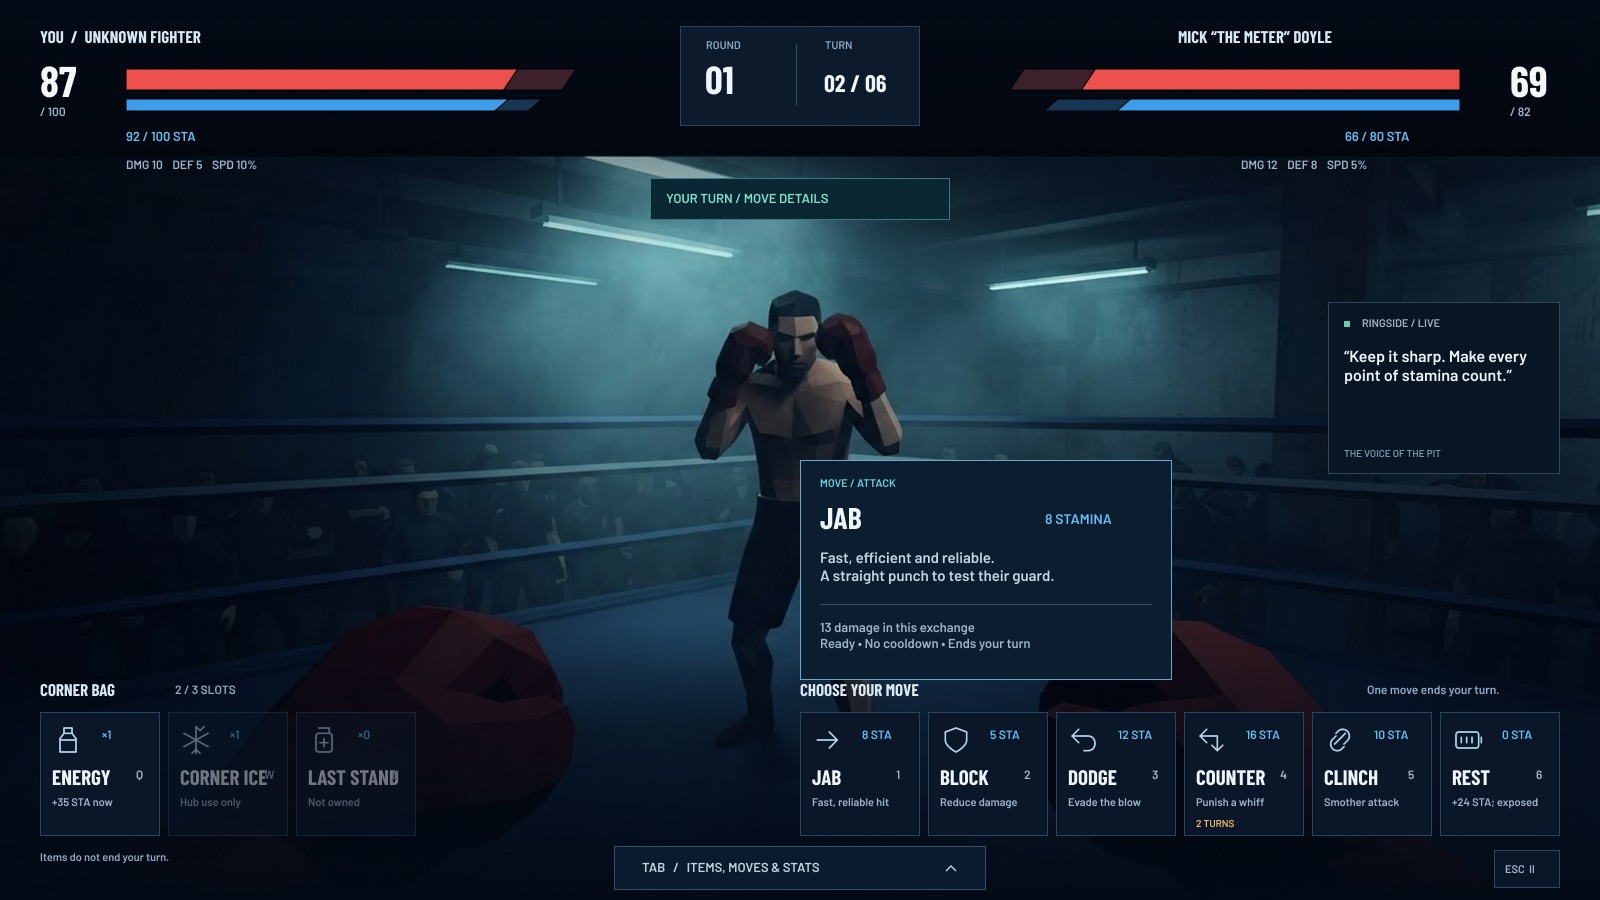 YOU / UNKNOWN FIGHTER
87
/ 100
92 / 100 STA
DMG 10 DEF 5 SPD 10%
ROUND
01
TURN
02 / 06
MICK “THE METER” DOYLE
69
/ 82
66 / 80 STA
DMG 12 DEF 8 SPD 5%
YOUR TURN / MOVE DETAILS
RINGSIDE / LIVE
“Keep it sharp. Make every
point of stamina count.”
THE VOICE OF THE PIT
MOVE / ATTACK
JAB
8 STAMINA
Fast, efficient and reliable.
A straight punch to test their guard.
13 damage in this exchange
Ready • No cooldown • Ends your turn
CORNER BAG
2 / 3 SLOTS
×1
ENERGY Q
+35 STA now
×1
CORNER ICE W
Hub use only
×0
LAST STAND
Not owned
Items do not end your turn.
CHOOSE YOUR MOVE
One move ends your turn.
8 STA
JAB 1
Fast, reliable hit
5 STA
BLOCK 2
Reduce damage
12 STA
DODGE 3
Evade the blow
16 STA
COUNTER 4
Punish a whiff
2 TURNS
10 STA
CLINCH 5
Smother attack
0 STA
REST 6
+24 STA; exposed
TAB / ITEMS, MOVES & STATS
ESC II